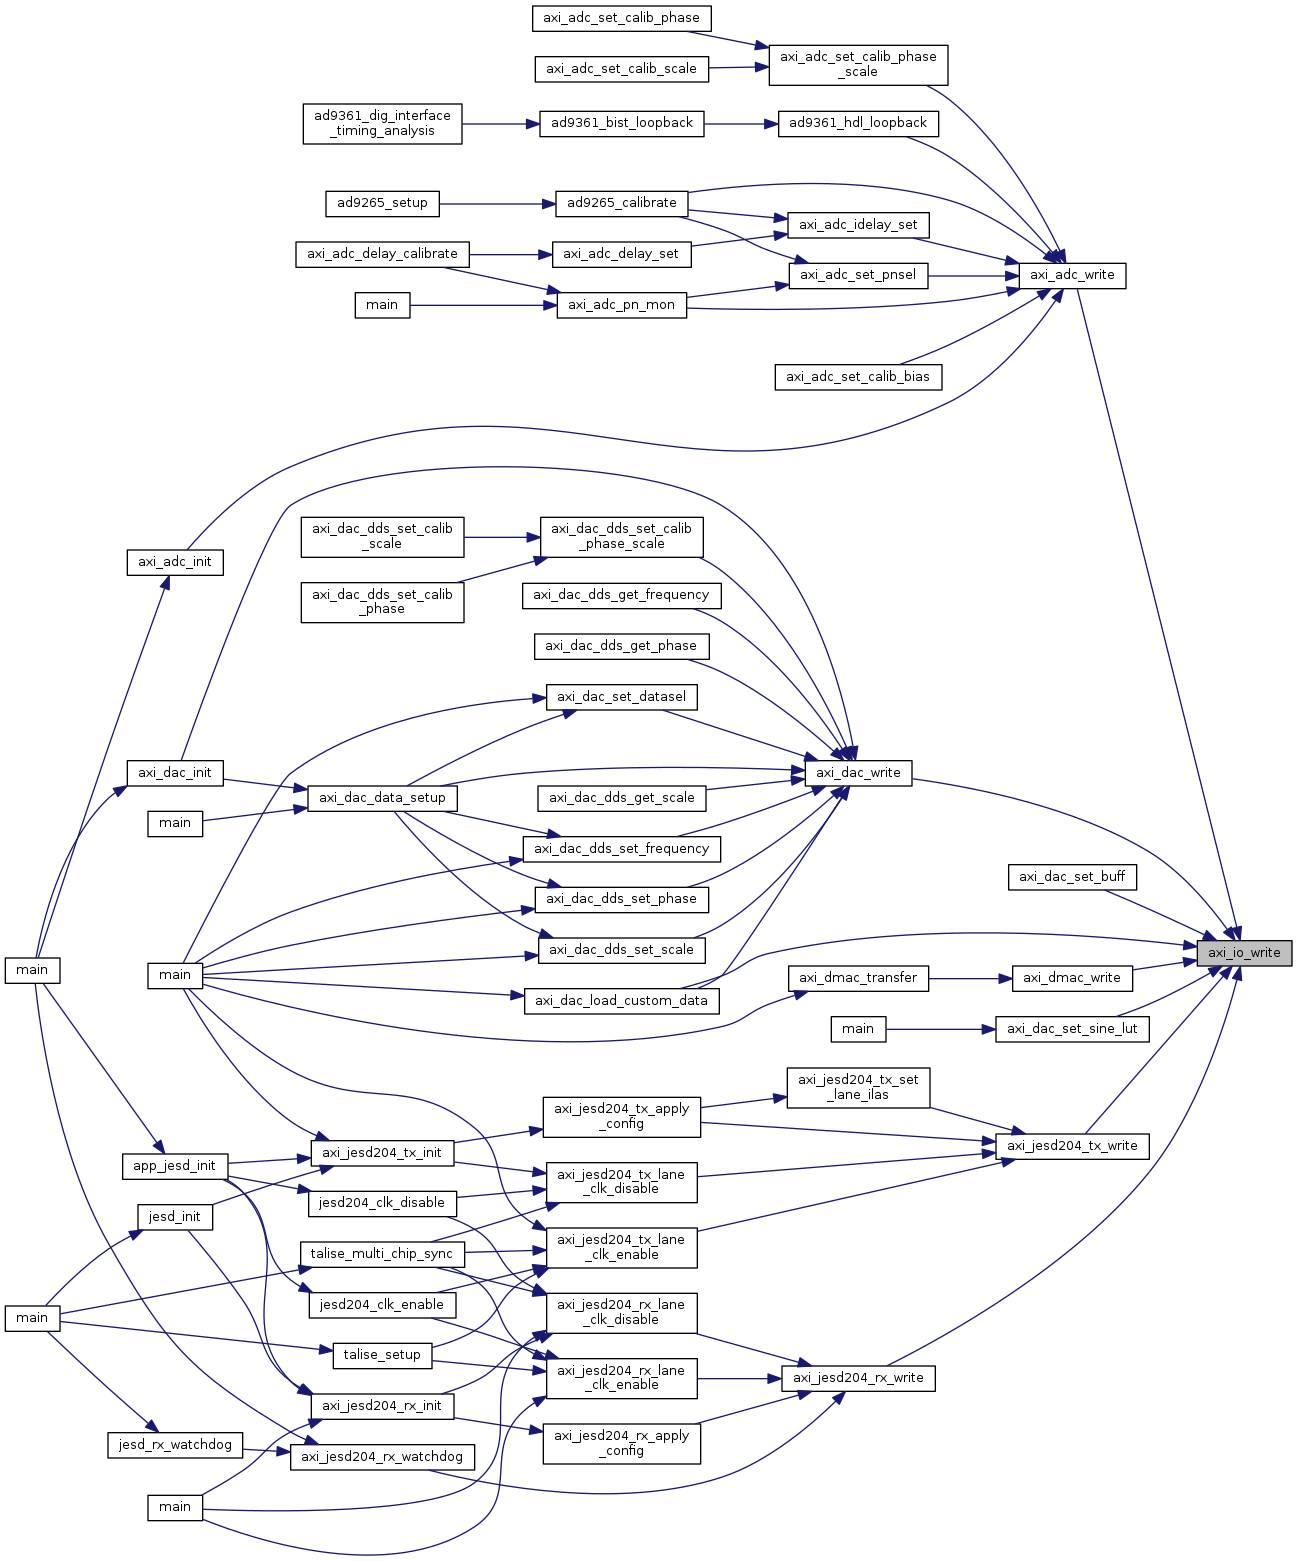 axi_adc_set_calib_phase
axi_adc_set_calib_phase
_scale
axi_adc_set_calib_scale
ad9361_dig_interface
_timing_analysis
ad9361_bist_loopback
ad9361_hdl_loopback
ad9265_setup
ad9265_calibrate
axi_adc_idelay_set
axi_adc_delay_calibrate
axi_adc_delay_set
axi_adc_set_pnsel
axi_adc_write
main
axi_adc_pn_mon
axi_adc_set_calib_bias
axi_dac_dds_set_calib
_scale
axi_dac_dds_set_calib
_phase_scale
axi_adc_init
axi_dac_dds_set_calib
_phase
axi_dac_dds_get_frequency
axi_dac_dds_get_phase
axi_dac_set_datasel
axi_dac_init
axi_dac_write
axi_dac_data_setup
axi_dac_dds_get_scale
main
axi_dac_dds_set_frequency
axi_dac_set_buff
axi_dac_dds_set_phase
axi_dac_dds_set_scale
axi_io_write
main
main
axi_dmac_transfer
axi_dmac_write
axi_dac_load_custom_data
main
axi_dac_set_sine_lut
axi_jesd204_tx_set
_lane_ilas
axi_jesd204_tx_apply
_config
axi_jesd204_tx_init
axi_jesd204_tx_write
app_jesd_init
axi_jesd204_tx_lane
_clk_disable
jesd204_clk_disable
jesd_init
talise_multi_chip_sync
axi_jesd204_tx_lane
_clk_enable
jesd204_clk_enable
axi_jesd204_rx_lane
_clk_disable
main
talise_setup
axi_jesd204_rx_lane
_clk_enable
axi_jesd204_rx_write
axi_jesd204_rx_init
jesd_rx_watchdog
axi_jesd204_rx_watchdog
axi_jesd204_rx_apply
_config
main